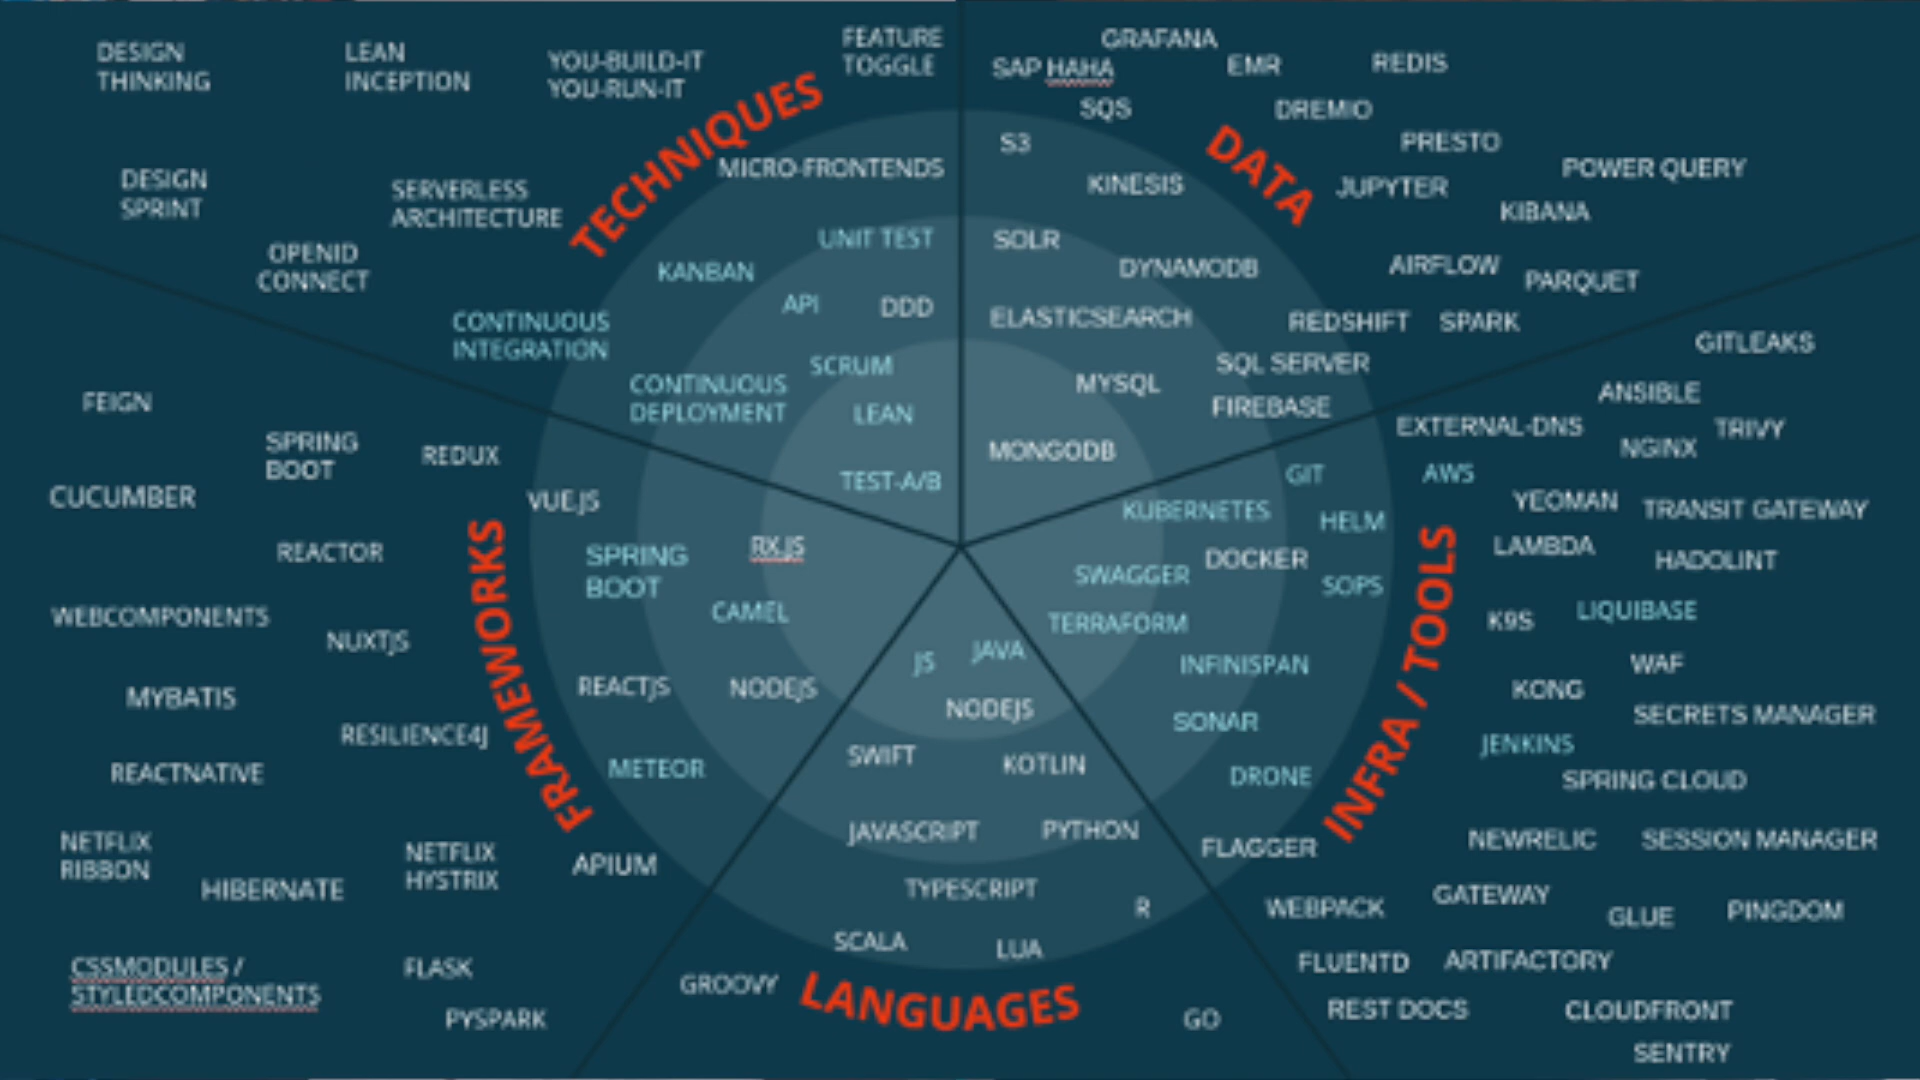 DESIGN
THINKING
LEAN
INCEPTION
YOU-BUILD-IT
YOU-RUN-IT
FEATURE
TOGGLE
TECHNIQUES
MICRO-FRONTENDS
DESIGN
SPRINT
SERVERLESS
ARCHITECTURE
OPENID
CONNECT
UNIT TEST
KANBAN
API
DDD
CONTINUOUS
INTEGRATION
SCRUM
CONTINUOUS
DEPLOYMENT
LEAN
TEST-A/B
GRAFANA
SAP HAHA
EMR
REDIS
SQS
DREMIO
S3
DATA
PRESTO
POWER QUERY
KINESIS
JUPYTER
KIBANA
SOLR
DYNAMODB
AIRFLOW
PARQUET
ELASTICSEARCH
REDSHIFT
SPARK
SQL SERVER
MYSQL
FIREBASE
MONGODB
GITLEAKS
ANSIBLE
EXTERNAL-DNS
TRIVY
NGINX
GIT
AWS
YEOMAN
TRANSIT GATEWAY
KUBERNETES
HELM
LAMBDA
HADOLINT
DOCKER
SWAGGER
SOPS
INFRA / TOOLS
K9S
LIQUIBASE
TERRAFORM
INFINISPAN
WAF
KONG
SECRETS MANAGER
SONAR
JENKINS
DRONE
SPRING CLOUD
FLAGGER
NEWRELIC
SESSION MANAGER
WEBPACK
GATEWAY
GLUE
PINGDOM
FLUENTD
ARTIFACTORY
REST DOCS
CLOUDFRONT
SENTRY
FEIGN
SPRING
BOOT
REDUX
CUCUMBER
VUE.JS
FRAMEWORKS
REACTOR
SPRING
BOOT
RX.JS
WEBCOMPONENTS
NUXTJS
CAMEL
MYBATIS
REACTJS
NODEJS
RESILIENCE4J
REACTNATIVE
METEOR
NETFLIX
RIBBON
HIBERNATE
NETFLIX
HYSTRIX
APIUM
CSSMODULES /
STYLEDCOMPONENTS
FLASK
PYSPARK
JS
JAVA
NODEJS
SWIFT
KOTLIN
JAVASCRIPT
PYTHON
TYPESCRIPT
R
SCALA
LUA
GROOVY
LANGUAGES
GO